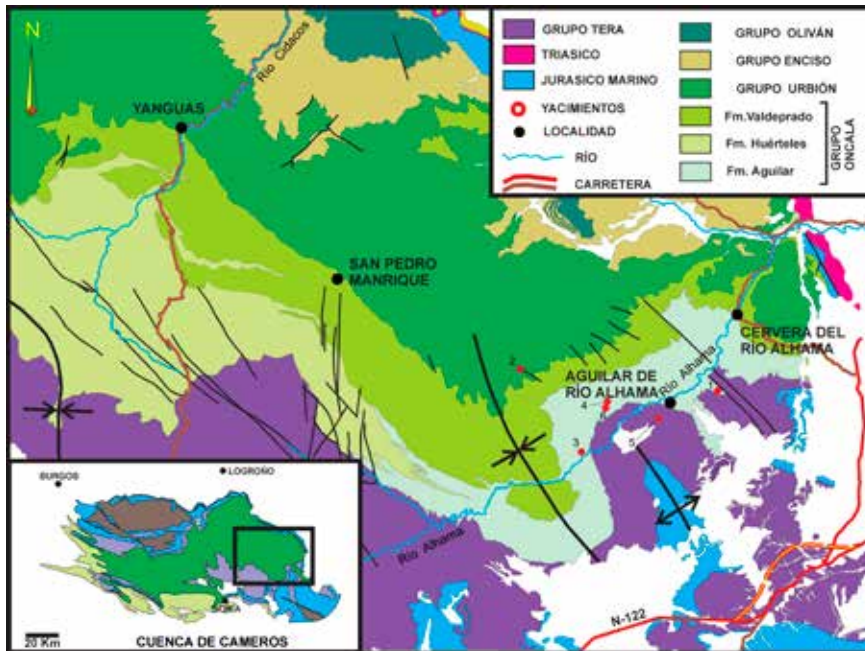 N
Río Cidacos
YANGUAS
SAN PEDRO
MANRIQUE
GRUPO TERA
TRIASICO
JURASICO MARINO
YACIMIENTOS
LOCALIDAD
RÍO
CARRETERA
GRUPO OLIVÁN
GRUPO ENCISO
GRUPO URBIÓN
Fm.Valdeprado
Fm. Huérteles
Fm. Aguilar
GRUPO
ONCALA
CERVERA DEL
RÍO ALHAMA
2
AGUILAR DE
RÍO ALHAMA
Río Alhama
4
3
5
Río Alhama
N-122
BURGOS
LOGROÑO
SORIA
20 Km
CUENCA DE CAMEROS